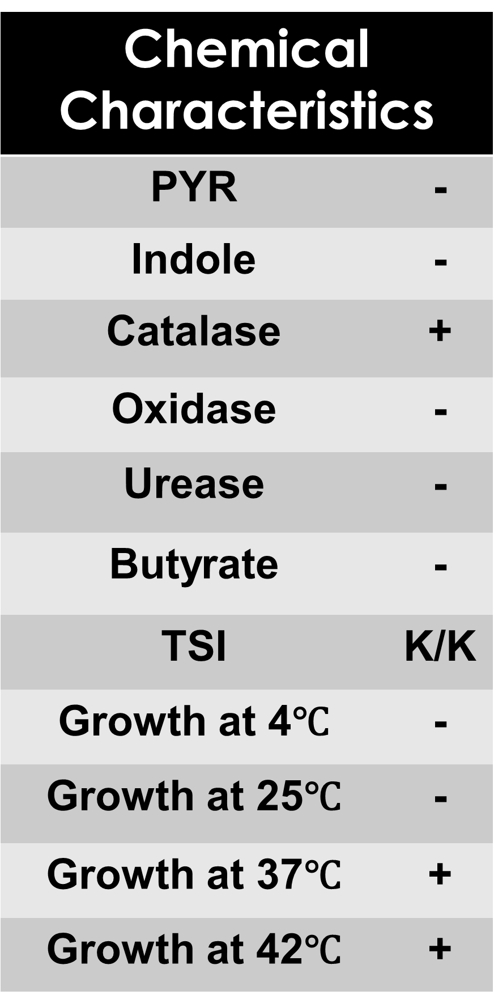 Chemical
Characteristics
PYR -
Indole -
Catalase +
Oxidase -
Urease -
Butyrate -
TSI K/K
Growth at 4℃ -
Growth at 25℃ -
Growth at 37℃ +
Growth at 42℃ +